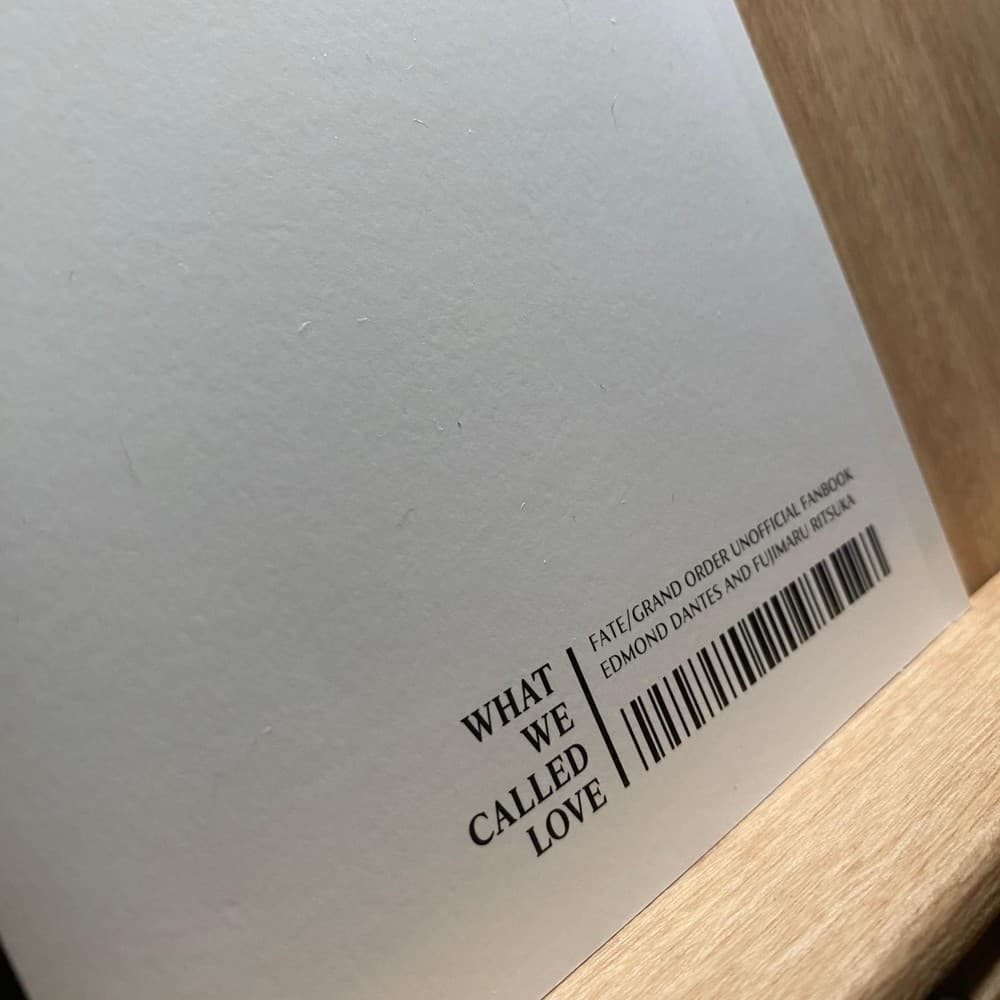 WHAT
WE
CALLED
LOVE
FATE/GRAND ORDER UNOFFICIAL FANBOOK
EDMOND DANTES AND FUJIMARU RITSUKA